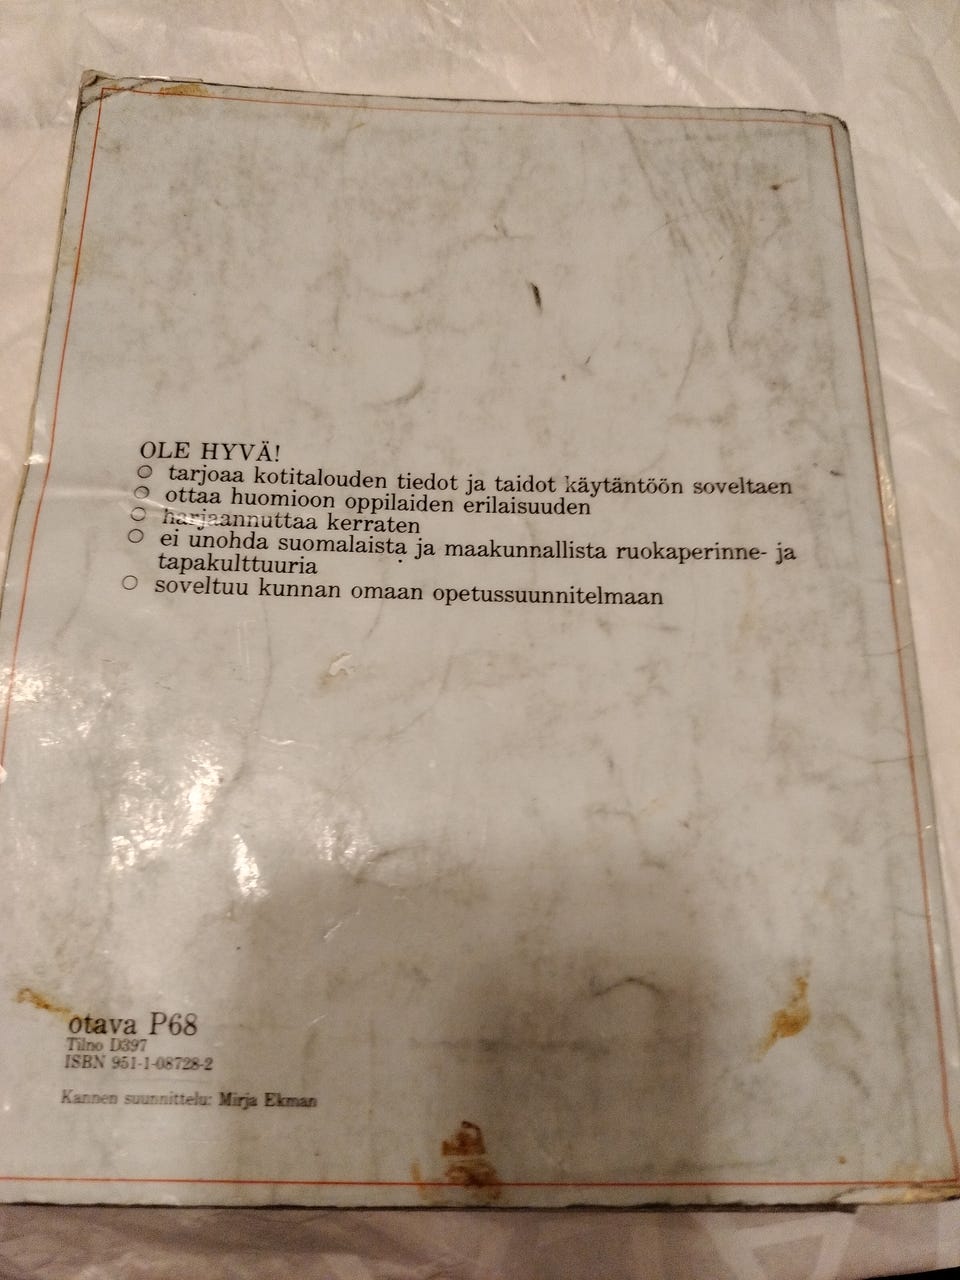 OLE HYVÄ!
○ tarjoaa kotitalouden tiedot ja taidot käytäntöön soveltaen
○ ottaa huomioon oppilaiden erilaisuuden
○ harjaannuttaa kerraten
○ ei unohda suomalaista ja maakunnallista ruokaperinne- ja
tapakulttuuria
○ soveltuu kunnan omaan opetussuunnitelmaan
otava P68
Tilno D397
ISBN 951-1-08728-2
Kannen suunnittelu: Mirja Ekman